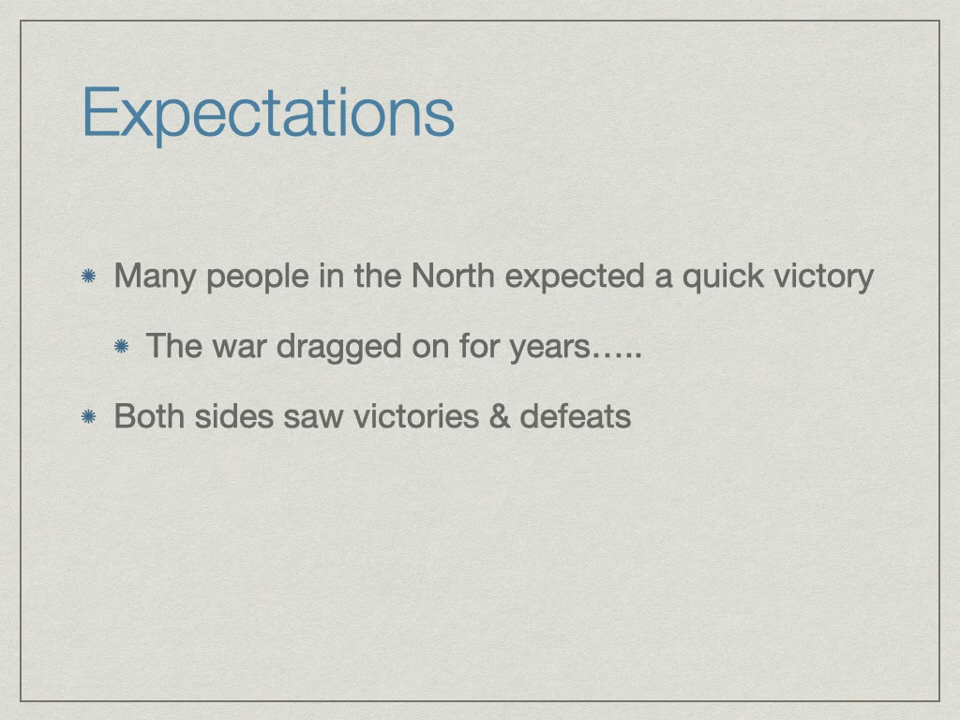 Expectations
Many people in the North expected a quick victory
The war dragged on for years…..
Both sides saw victories & defeats